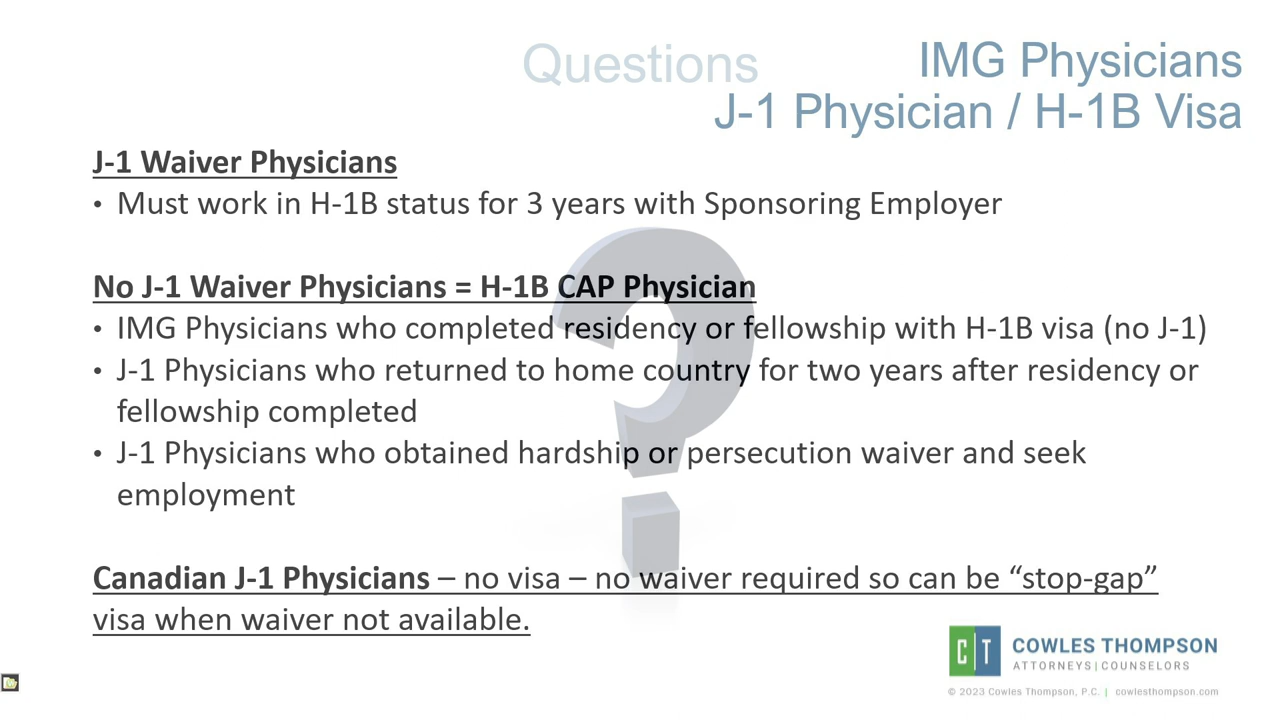 Questions
IMG Physicians
J-1 Physician / H-1B Visa
J-1 Waiver Physicians
• Must work in H-1B status for 3 years with Sponsoring Employer
No J-1 Waiver Physicians = H-1B CAP Physician
• IMG Physicians who completed residency or fellowship with H-1B visa (no J-1)
• J-1 Physicians who returned to home country for two years after residency or
fellowship completed
• J-1 Physicians who obtained hardship or persecution waiver and seek
employment
Canadian J-1 Physicians – no visa – no waiver required so can be “stop-gap”
visa when waiver not available.
CT
COWLES THOMPSON
ATTORNEYS|COUNSELORS
© 2023 Cowles Thompson, P.C. | cowlesthompson.com